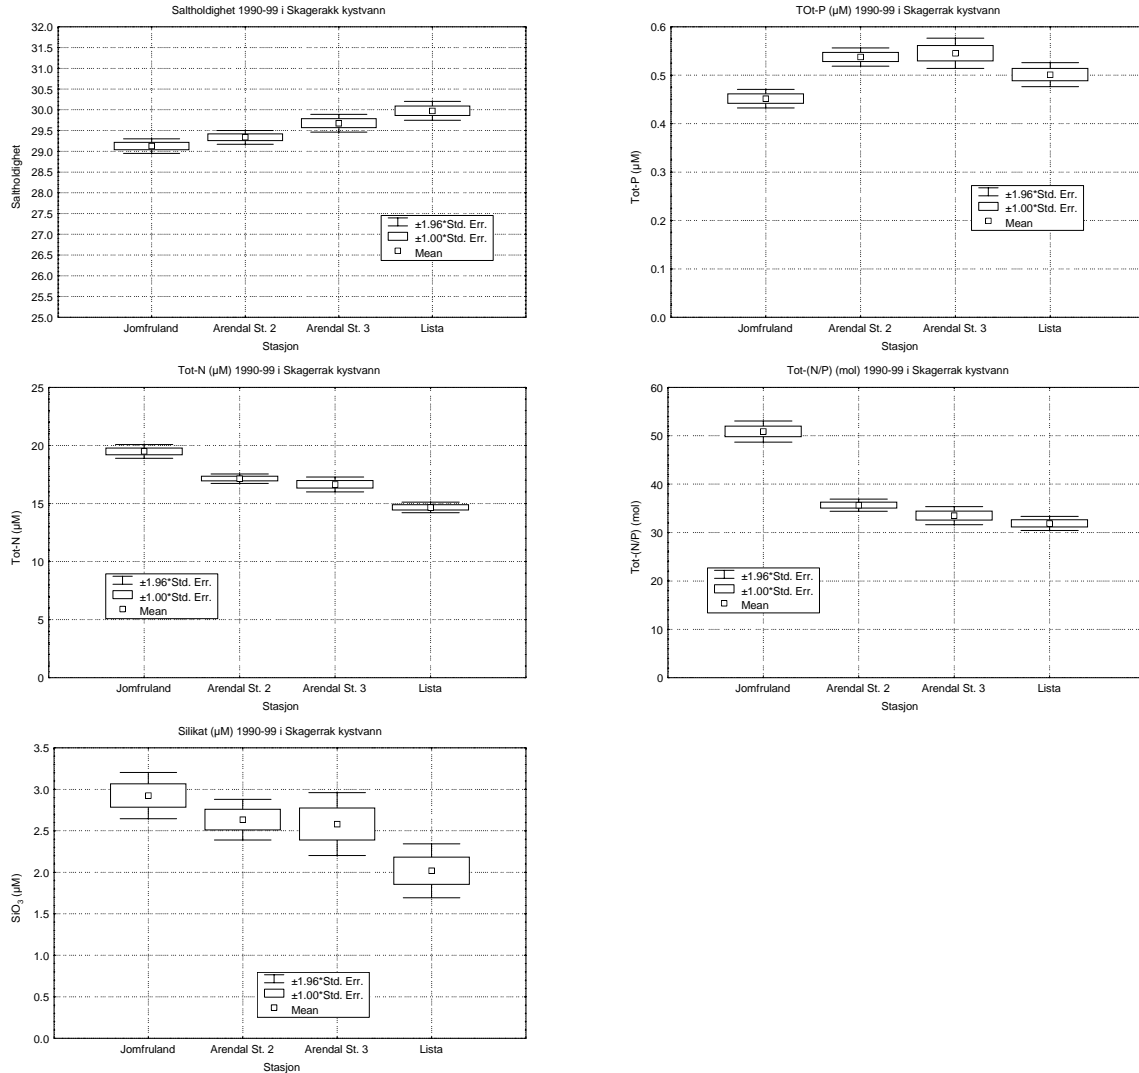 Saltholdighet 1990-99 i Skagerakk kystvann
32.0
31.5
31.0
30.5
30.0
29.5
29.0
28.5
28.0
27.5
27.0
26.5
26.0
25.5
25.0
Saltholdighet
±1.96*Std. Err.
±1.00*Std. Err.
Mean
Jomfruland Arendal St. 2 Arendal St. 3 Lista
Stasjon
TOt-P (µM) 1990-99 i Skagerrak kystvann
0.6
0.5
0.4
0.3
0.2
0.1
0.0
Tot-P (µM)
±1.96*Std. Err.
±1.00*Std. Err.
Mean
Jomfruland Arendal St. 2 Arendal St. 3 Lista
Stasjon
Tot-N (µM) 1990-99 i Skagerrak kystvann
25
20
15
10
5
0
Tot-N (µM)
±1.96*Std. Err.
±1.00*Std. Err.
Mean
Jomfruland Arendal St. 2 Arendal St. 3 Lista
Stasjon
Tot-(N/P) (mol) 1990-99 i Skagerrak kystvann
60
50
40
30
20
10
0
Tot-(N/P) (mol)
±1.96*Std. Err.
±1.00*Std. Err.
Mean
Jomfruland Arendal St. 2 Arendal St. 3 Lista
Stasjon
Silikat (µM) 1990-99 i Skagerrak kystvann
3.5
3.0
2.5
2.0
1.5
1.0
0.5
0.0
SiO₃ (µM)
±1.96*Std. Err.
±1.00*Std. Err.
Mean
Jomfruland Arendal St. 2 Arendal St. 3 Lista
Stasjon